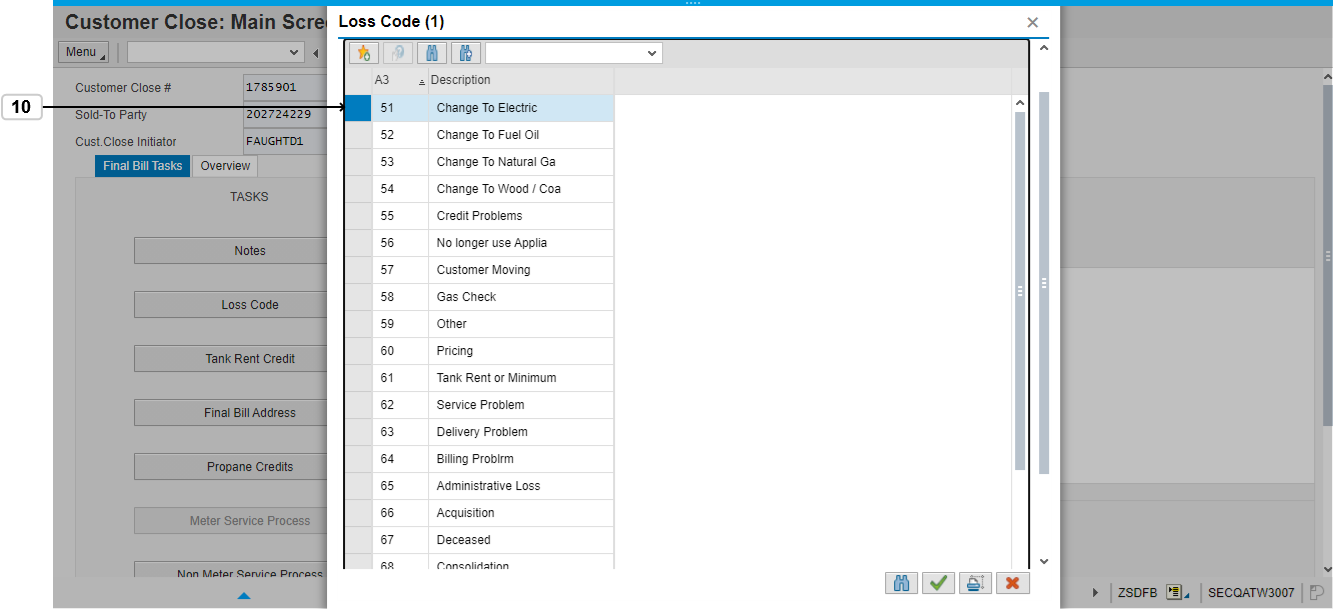 Customer Close: Main Scre
Menu
Customer Close # 1785901
Sold-To Party 202724229
Cust.Close Initiator FAUGHTD1
Final Bill Tasks Overview
TASKS
Notes
Loss Code
Tank Rent Credit
Final Bill Address
Propane Credits
Meter Service Process
Non Meter Service Process
10
Loss Code (1)
A3 Description
51 Change To Electric
52 Change To Fuel Oil
53 Change To Natural Ga
54 Change To Wood / Coa
55 Credit Problems
56 No longer use Applia
57 Customer Moving
58 Gas Check
59 Other
60 Pricing
61 Tank Rent or Minimum
62 Service Problem
63 Delivery Problem
64 Billing Problrm
65 Administrative Loss
66 Acquisition
67 Deceased
68 Consolidation
ZSDFB SECQATW3007